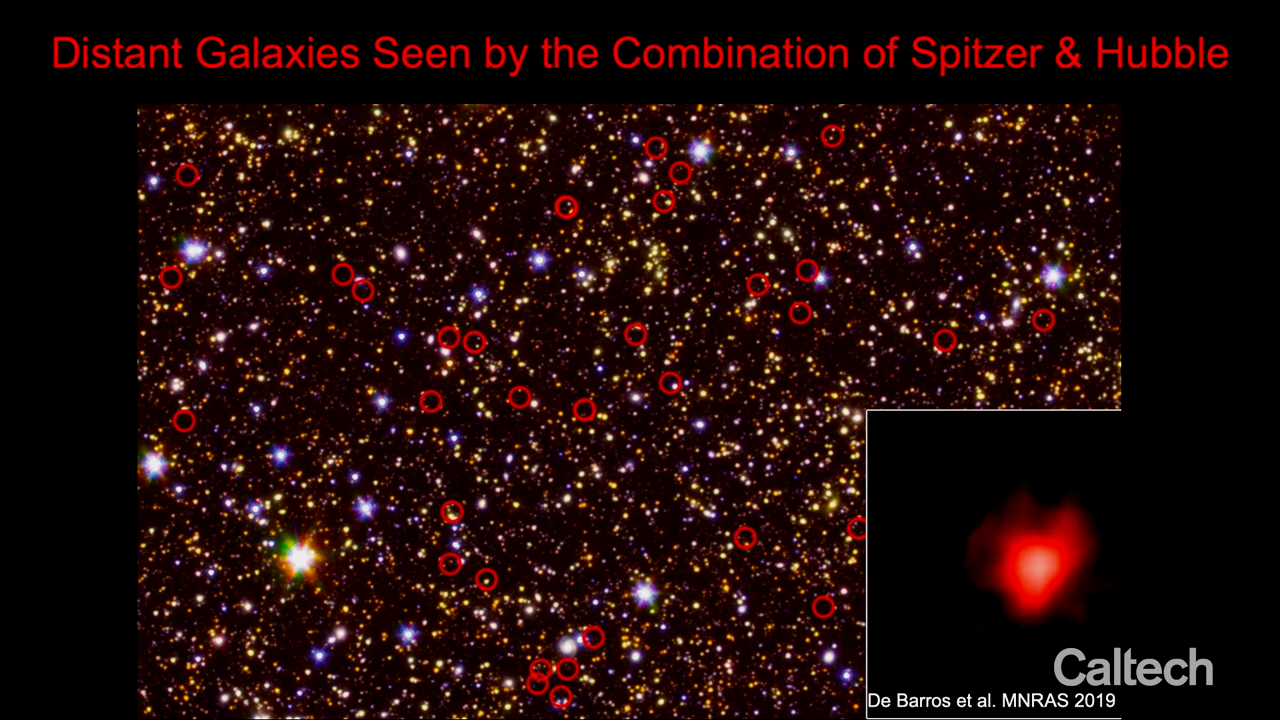 Distant Galaxies Seen by the Combination of Spitzer & Hubble
Caltech
De Barros et al. MNRAS 2019